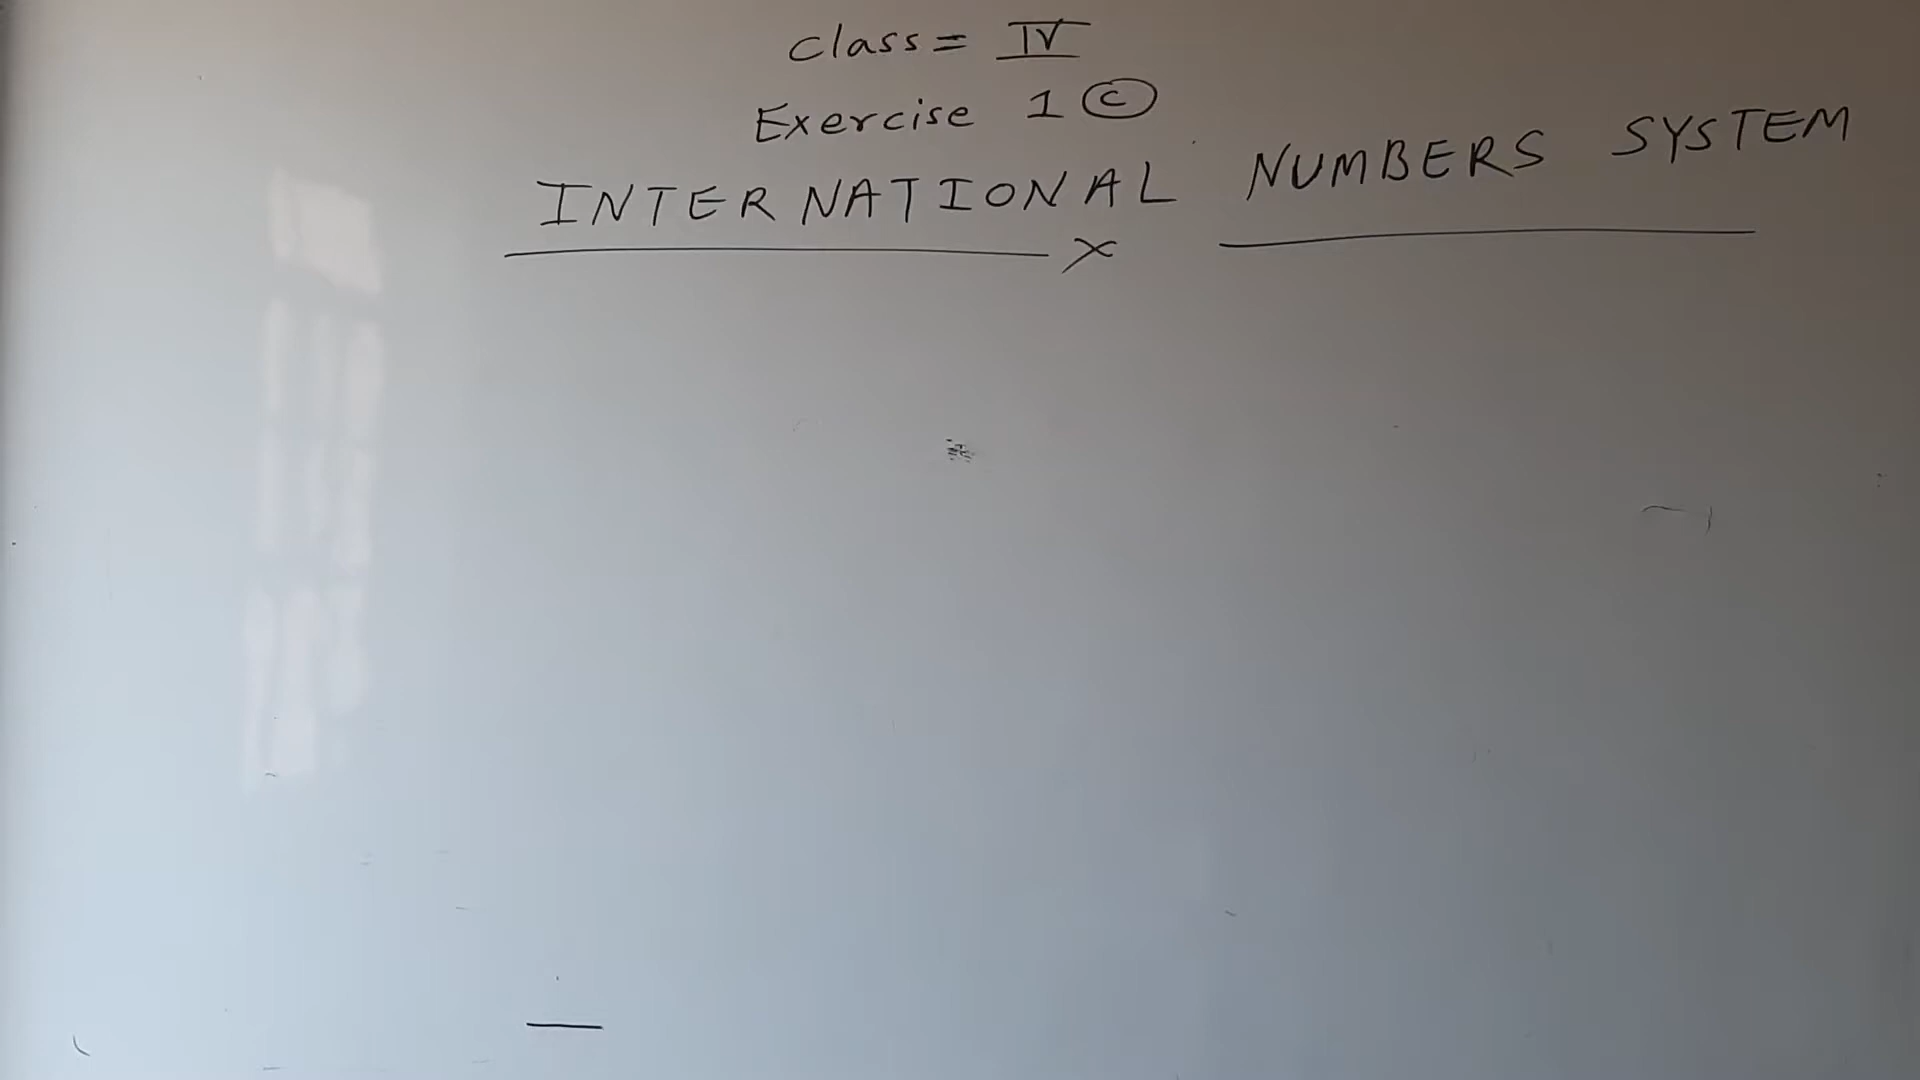 class = IV
Exercise 1 C
INTERNATIONAL NUMBERS SYSTEM